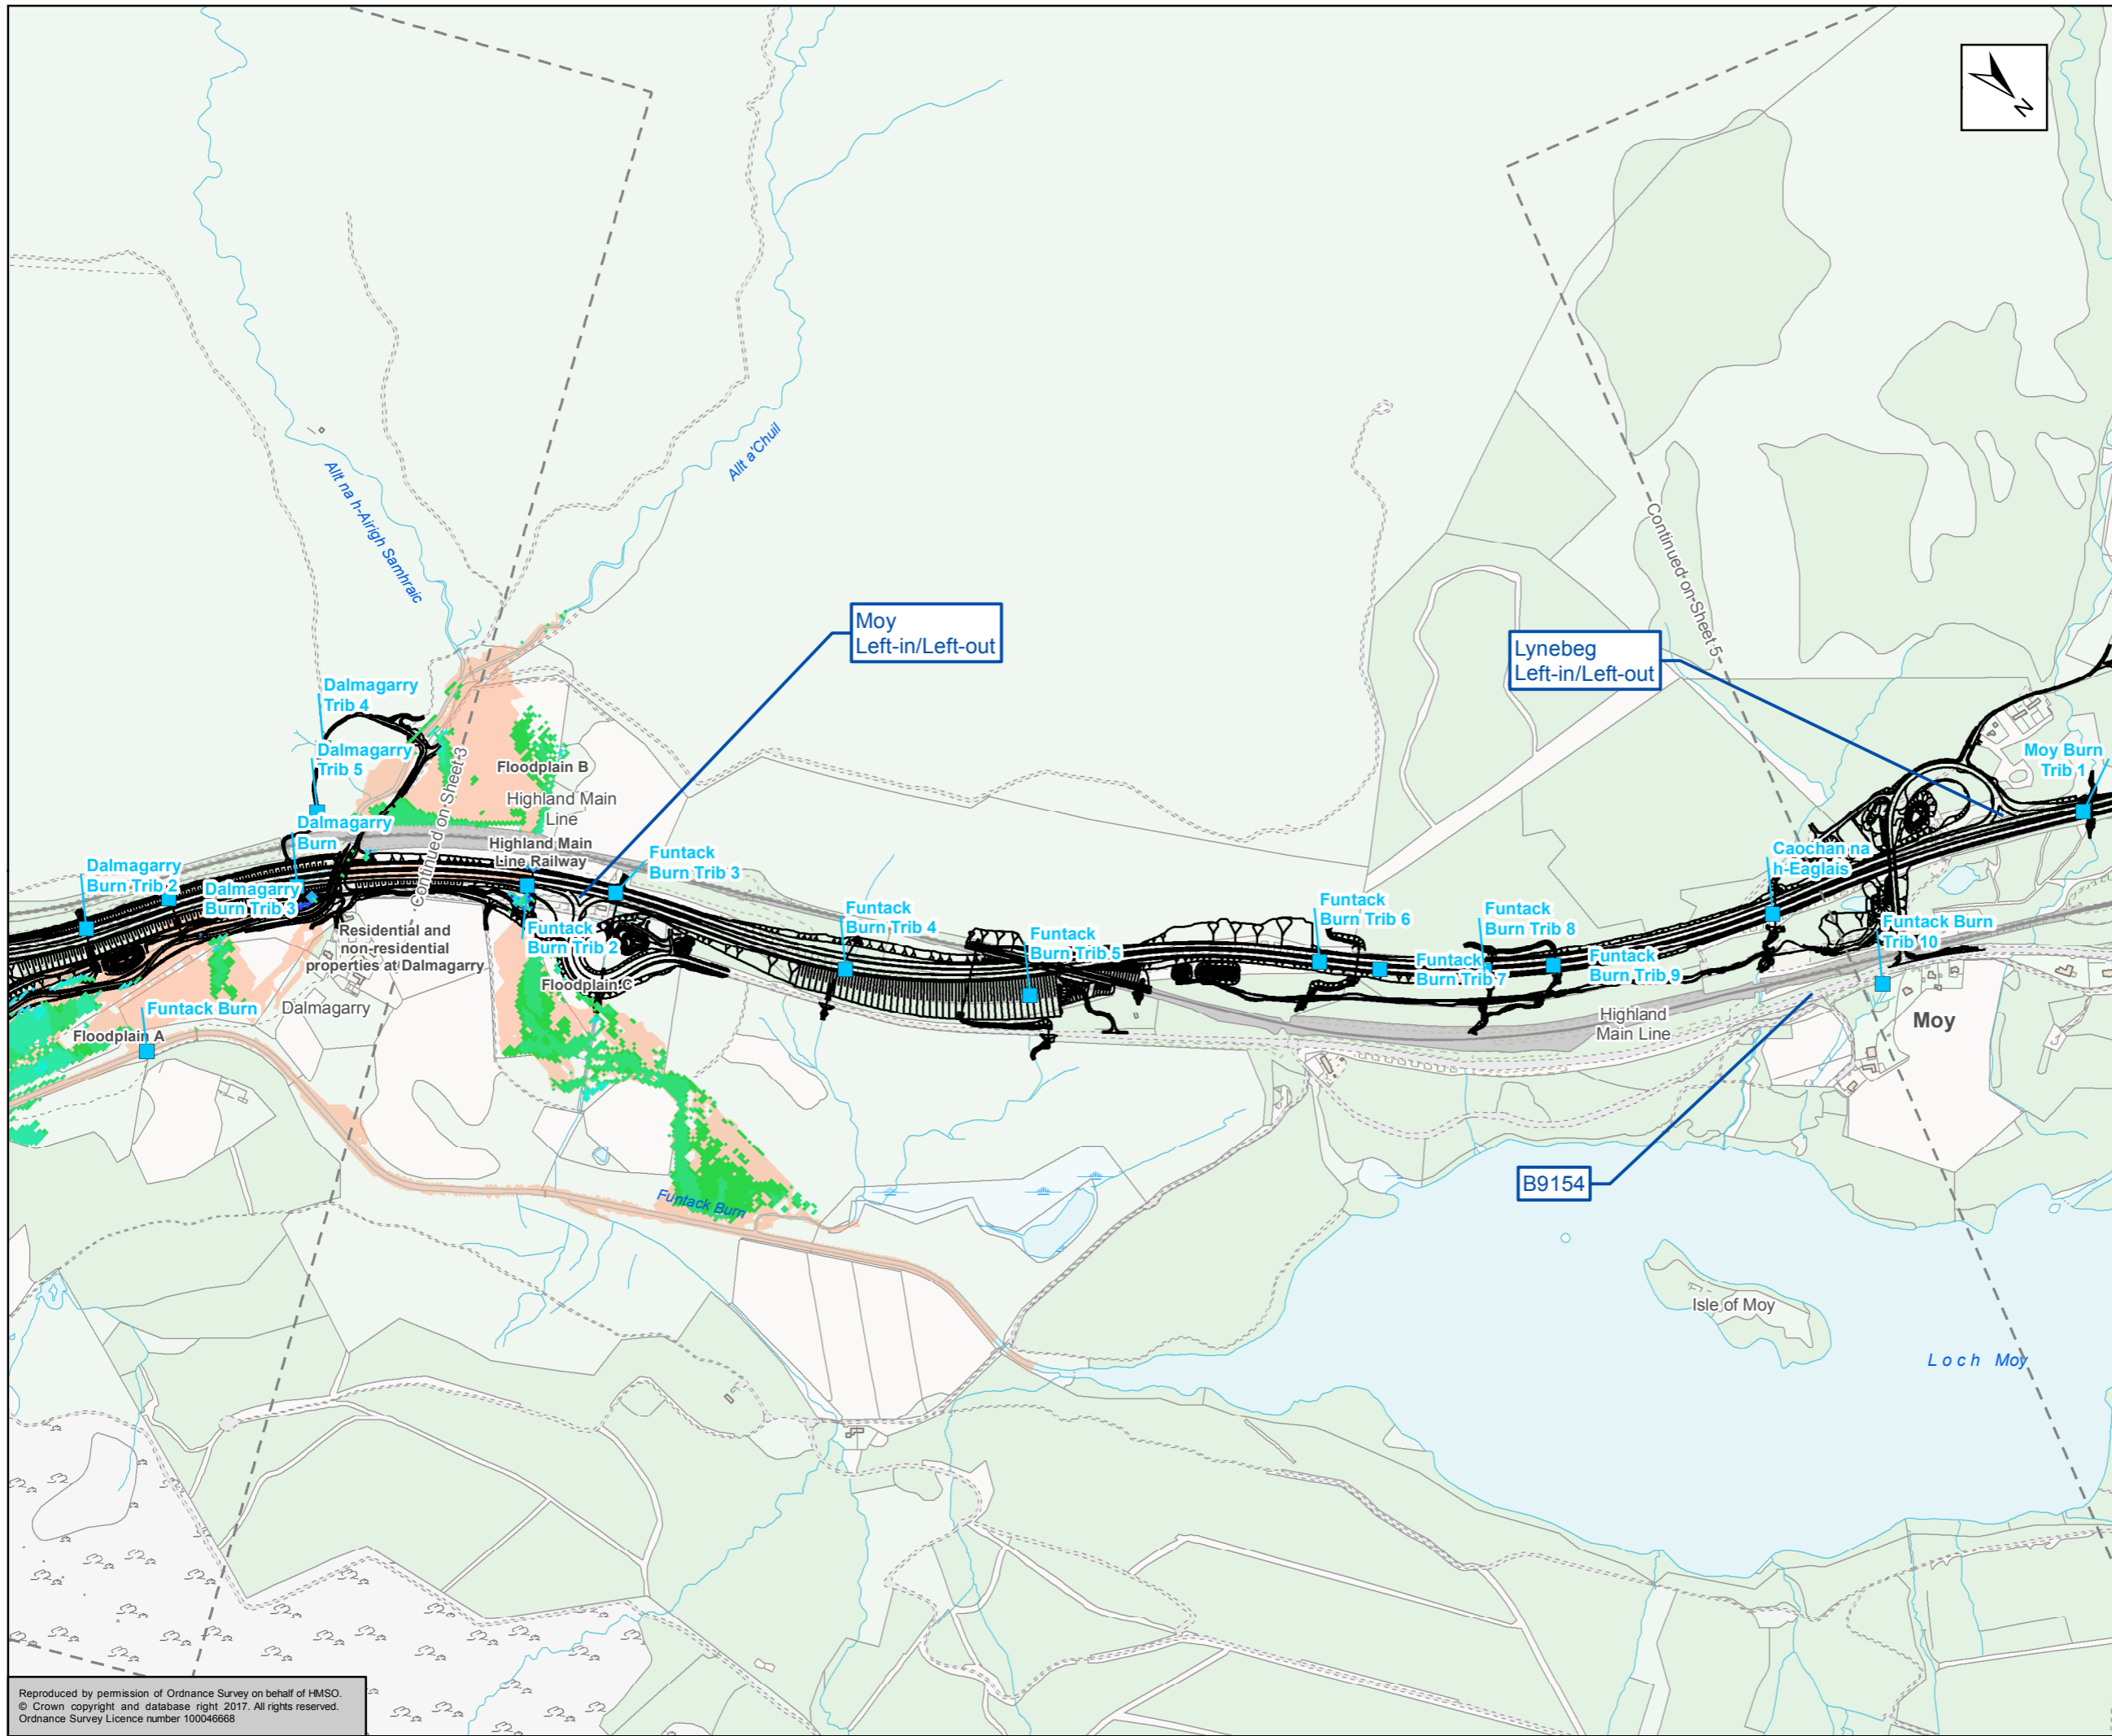 N
Allt na h-Airigh Samhraic
Allt a'Chuil
Continued on Sheet 5
Moy
Left-in/Left-out
Lynebeg
Left-in/Left-out
Dalmagarry
Trib 4
Dalmagarry
Trib 5
Continued on Sheet 3
Floodplain B
Highland Main
Line
Moy Burn
Trib 1
Dalmagarry
Burn
Highland Main
Line Railway
Funtack
Burn Trib 3
Dalmagarry
Burn Trib 2
Dalmagarry
Burn Trib 3
Caochan na
h-Eaglais
Funtack
Burn Trib 4
Funtack
Burn Trib 6
Funtack
Burn Trib 8
Funtack Burn
Trib 10
Residential and
non-residential
properties at Dalmagarry
Funtack
Burn Trib 2
Funtack
Burn Trib 5
Funtack
Burn Trib 7
Funtack
Burn Trib 9
Floodplain C
Dalmagarry
Funtack Burn
Floodplain A
Highland
Main Line
Moy
B9154
Funtack Burn
Isle of Moy
Loch Moy
Reproduced by permission of Ordnance Survey on behalf of HMSO.
© Crown copyright and database right 2017. All rights reserved.
Ordnance Survey Licence number 100046668